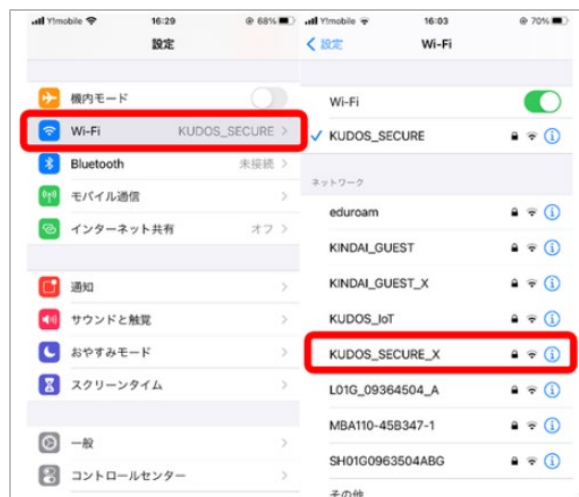 Y!mobile 16:29 68%
設定
機内モード
Wi-Fi KUDOS_SECURE
Bluetooth 未接続
モバイル通信
インターネット共有 オフ
通知
サウンドと触覚
おやすみモード
スクリーンタイム
一般
コントロールセンター
Y!mobile 16:03 70%
設定 Wi-Fi
Wi-Fi
KUDOS_SECURE
ネットワーク
eduroam
KINDAI_GUEST
KINDAI_GUEST_X
KUDOS_IoT
KUDOS_SECURE_X
L01G_09364504_A
MBA110-45B347-1
SH01G0963504ABG
その他